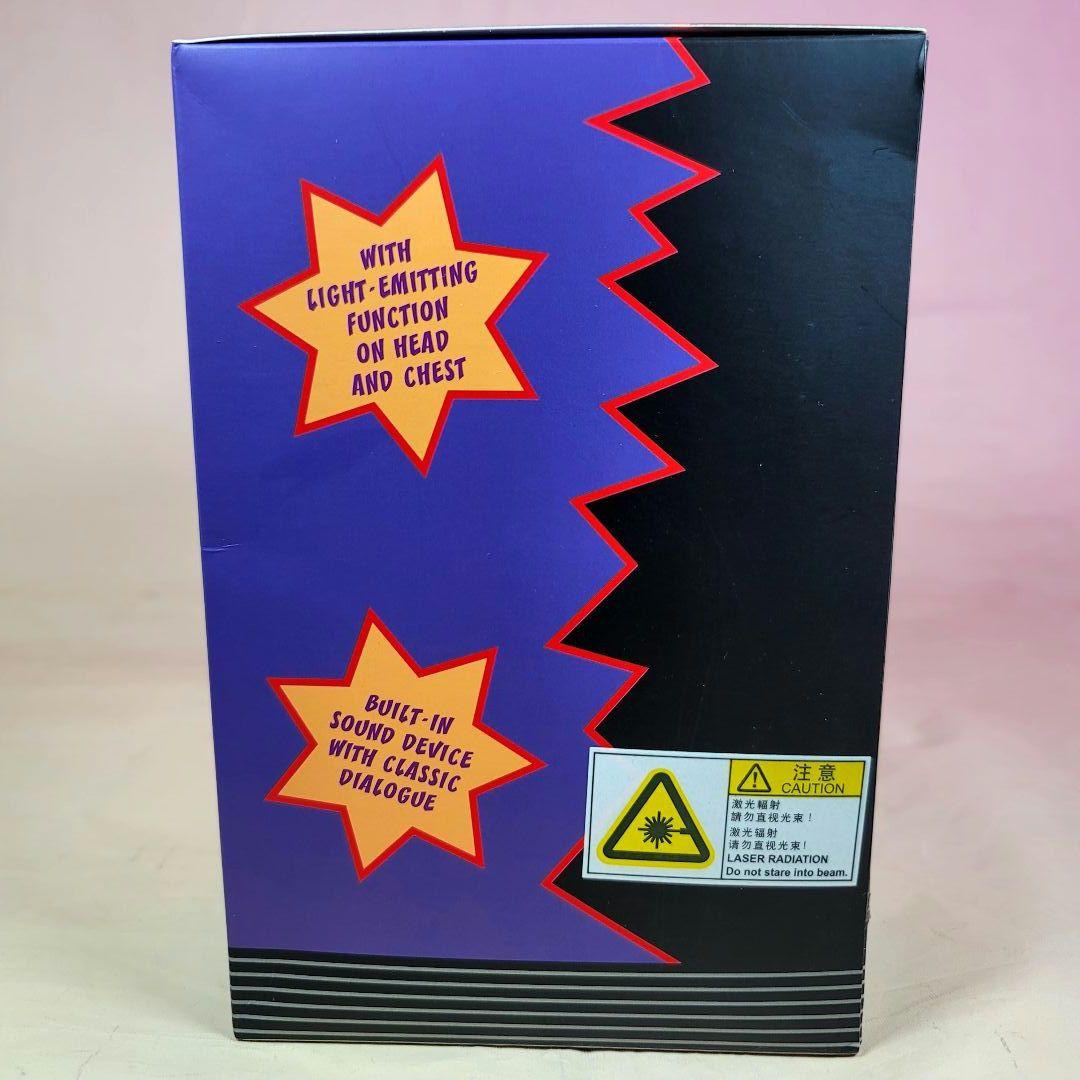 WITH
LIGHT-EMITTING
FUNCTION
ON HEAD
AND CHEST
BUILT-IN
SOUND DEVICE
WITH CLASSIC
DIALOGUE
注意
CAUTION
激光輻射
請勿直视光束!
激光辐射
请勿直视光束!
LASER RADIATION
Do not stare into beam.